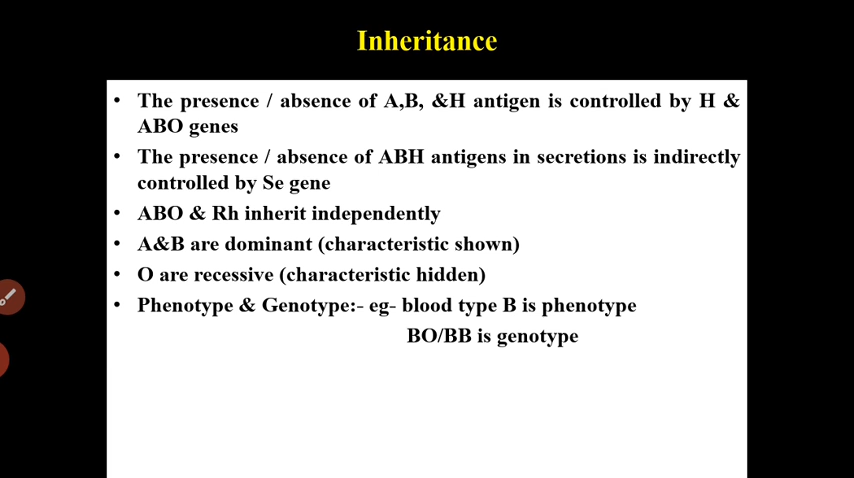 Inheritance
• The presence / absence of A,B, &H antigen is controlled by H &
ABO genes
• The presence / absence of ABH antigens in secretions is indirectly
controlled by Se gene
• ABO & Rh inherit independently
• A&B are dominant (characteristic shown)
• O are recessive (characteristic hidden)
• Phenotype & Genotype:- eg- blood type B is phenotype
BO/BB is genotype